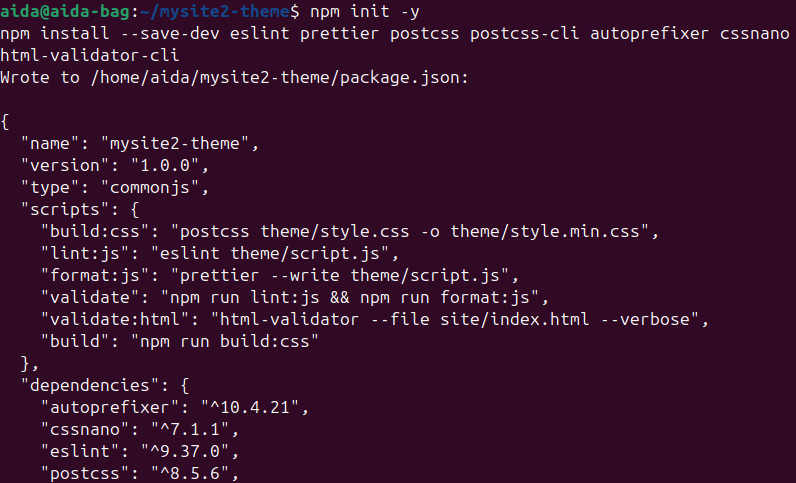 aida@aida-bag:~/mysite2-theme$ npm init -y
npm install --save-dev eslint prettier postcss postcss-cli autoprefixer cssnano
html-validator-cli
Wrote to /home/aida/mysite2-theme/package.json:

{
  "name": "mysite2-theme",
  "version": "1.0.0",
  "type": "commonjs",
  "scripts": {
    "build:css": "postcss theme/style.css -o theme/style.min.css",
    "lint:js": "eslint theme/script.js",
    "format:js": "prettier --write theme/script.js",
    "validate": "npm run lint:js && npm run format:js",
    "validate:html": "html-validator --file site/index.html --verbose",
    "build": "npm run build:css"
  },
  "dependencies": {
    "autoprefixer": "^10.4.21",
    "cssnano": "^7.1.1",
    "eslint": "^9.37.0",
    "postcss": "^8.5.6",